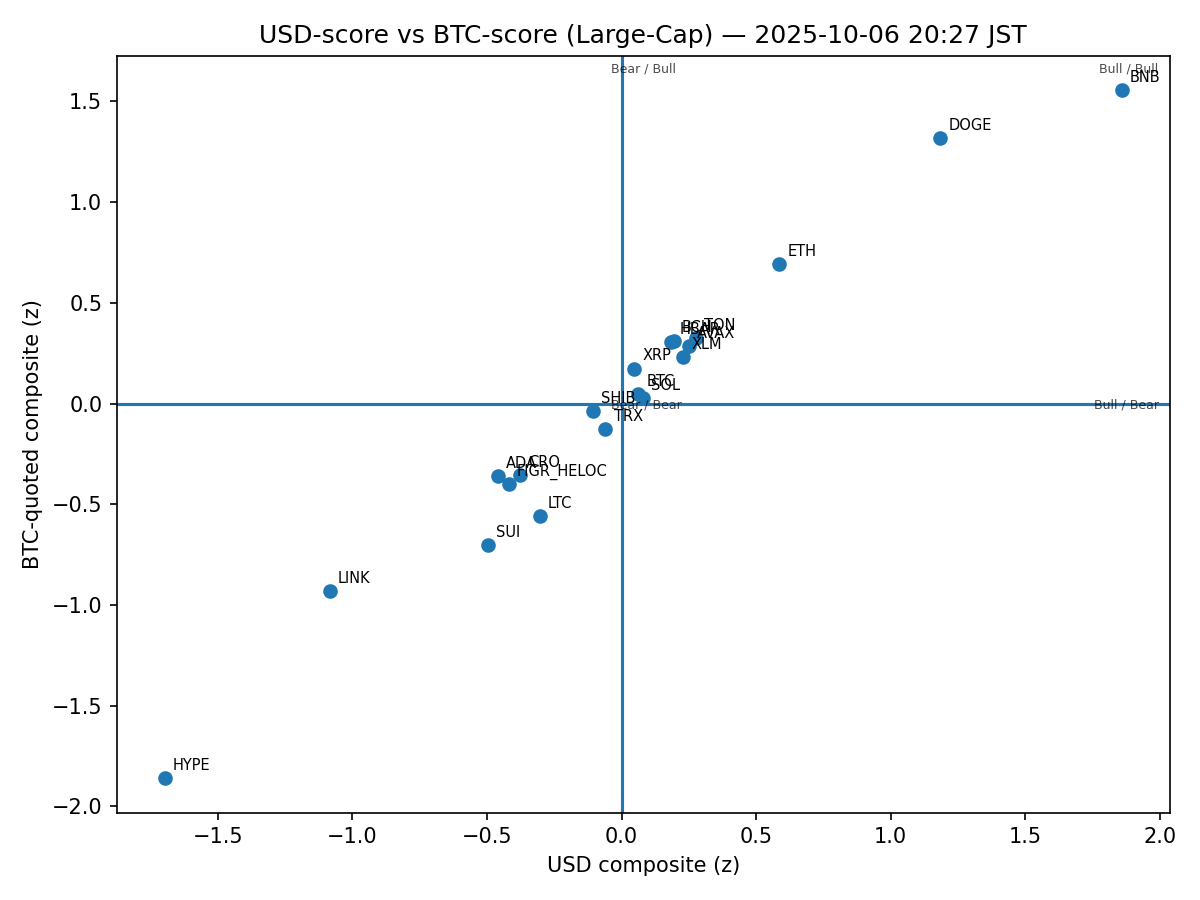 USD-score vs BTC-score (Large-Cap) — 2025-10-06 20:27 JST
Bear / Bull
Bull / Bull
BNB
DOGE
ETH
TON
AVAX
XLM
XRP
BTC
SOL
SHIB
Bear / Bear
Bull / Bear
TRX
ADA
CRO
FIGR_HELOC
LTC
SUI
LINK
HYPE
1.5
1.0
0.5
0.0
−0.5
−1.0
−1.5
−2.0
−1.5
−1.0
−0.5
0.0
0.5
1.0
1.5
2.0
BTC-quoted composite (z)
USD composite (z)